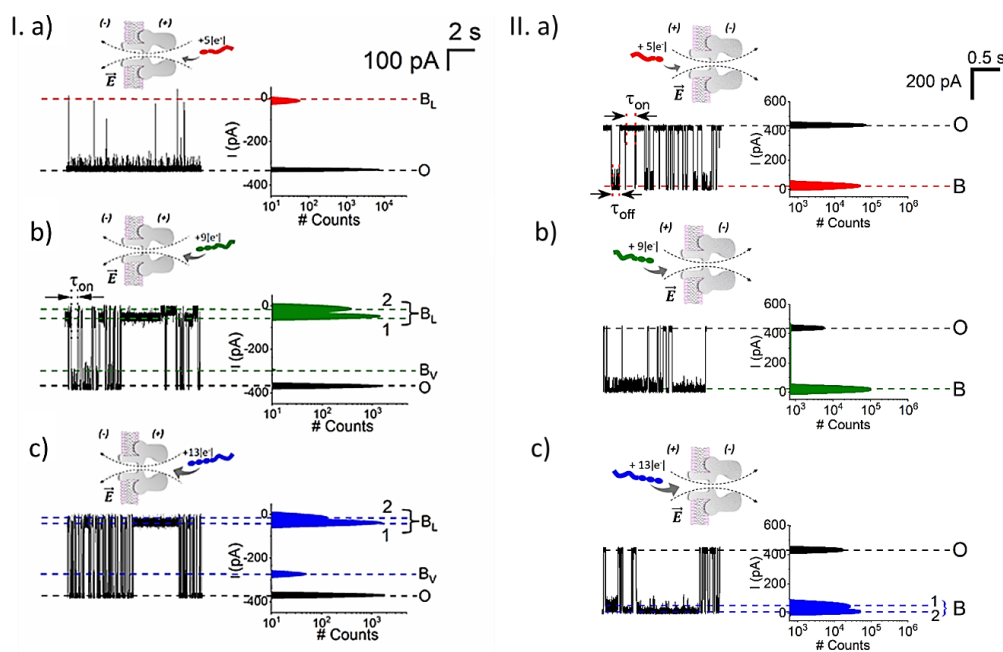 I. a)
(-) (+)
+5|e⁻|
E
2 s
100 pA
0
-200
-400
I (pA)
B_L
O
10¹ 10² 10³ 10⁴
# Counts
b)
(-) (+)
+9|e⁻|
E
τon
0
-200
-400
I (pA)
2
B_L
1
B_V
O
10¹ 10² 10³
# Counts
c)
(-) (+)
+13|e⁻|
E
0
-200
-400
I (pA)
2
B_L
1
B_V
O
10¹ 10² 10³
# Counts
II. a)
(+) (-)
+ 5|e⁻|
E
0.5 s
200 pA
τon
τoff
600
400
200
0
I (pA)
O
B
10³ 10⁴ 10⁵ 10⁶
# Counts
b)
(+) (-)
+ 9|e⁻|
E
600
400
200
0
I (pA)
O
B
10³ 10⁴ 10⁵ 10⁶
# Counts
c)
(+) (-)
+ 13|e⁻|
E
600
400
200
0
I (pA)
O
1
B
2
10³ 10⁴ 10⁵ 10⁶
# Counts